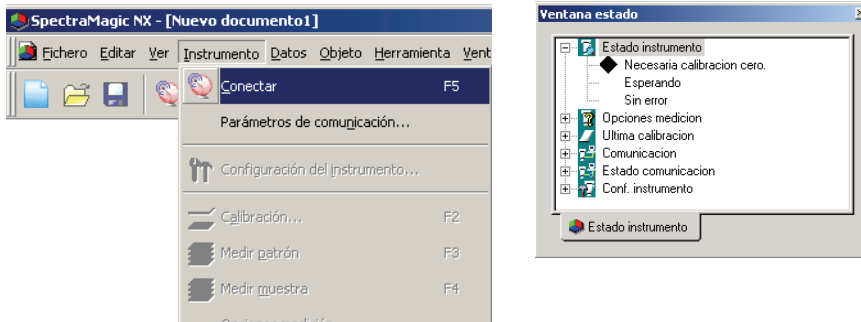 SpectraMagic NX - [Nuevo documento1]
Fichero Editar Ver Instrumento Datos Objeto Herramienta Vent
Conectar F5
Parámetros de comunicación...
Configuración del instrumento...
Calibración... F2
Medir patrón F3
Medir muestra F4
Ventana estado
Estado instrumento
Necesaria calibracion cero.
Esperando
Sin error
Opciones medicion
Ultima calibracion
Comunicacion
Estado comunicacion
Conf. instrumento
Estado instrumento